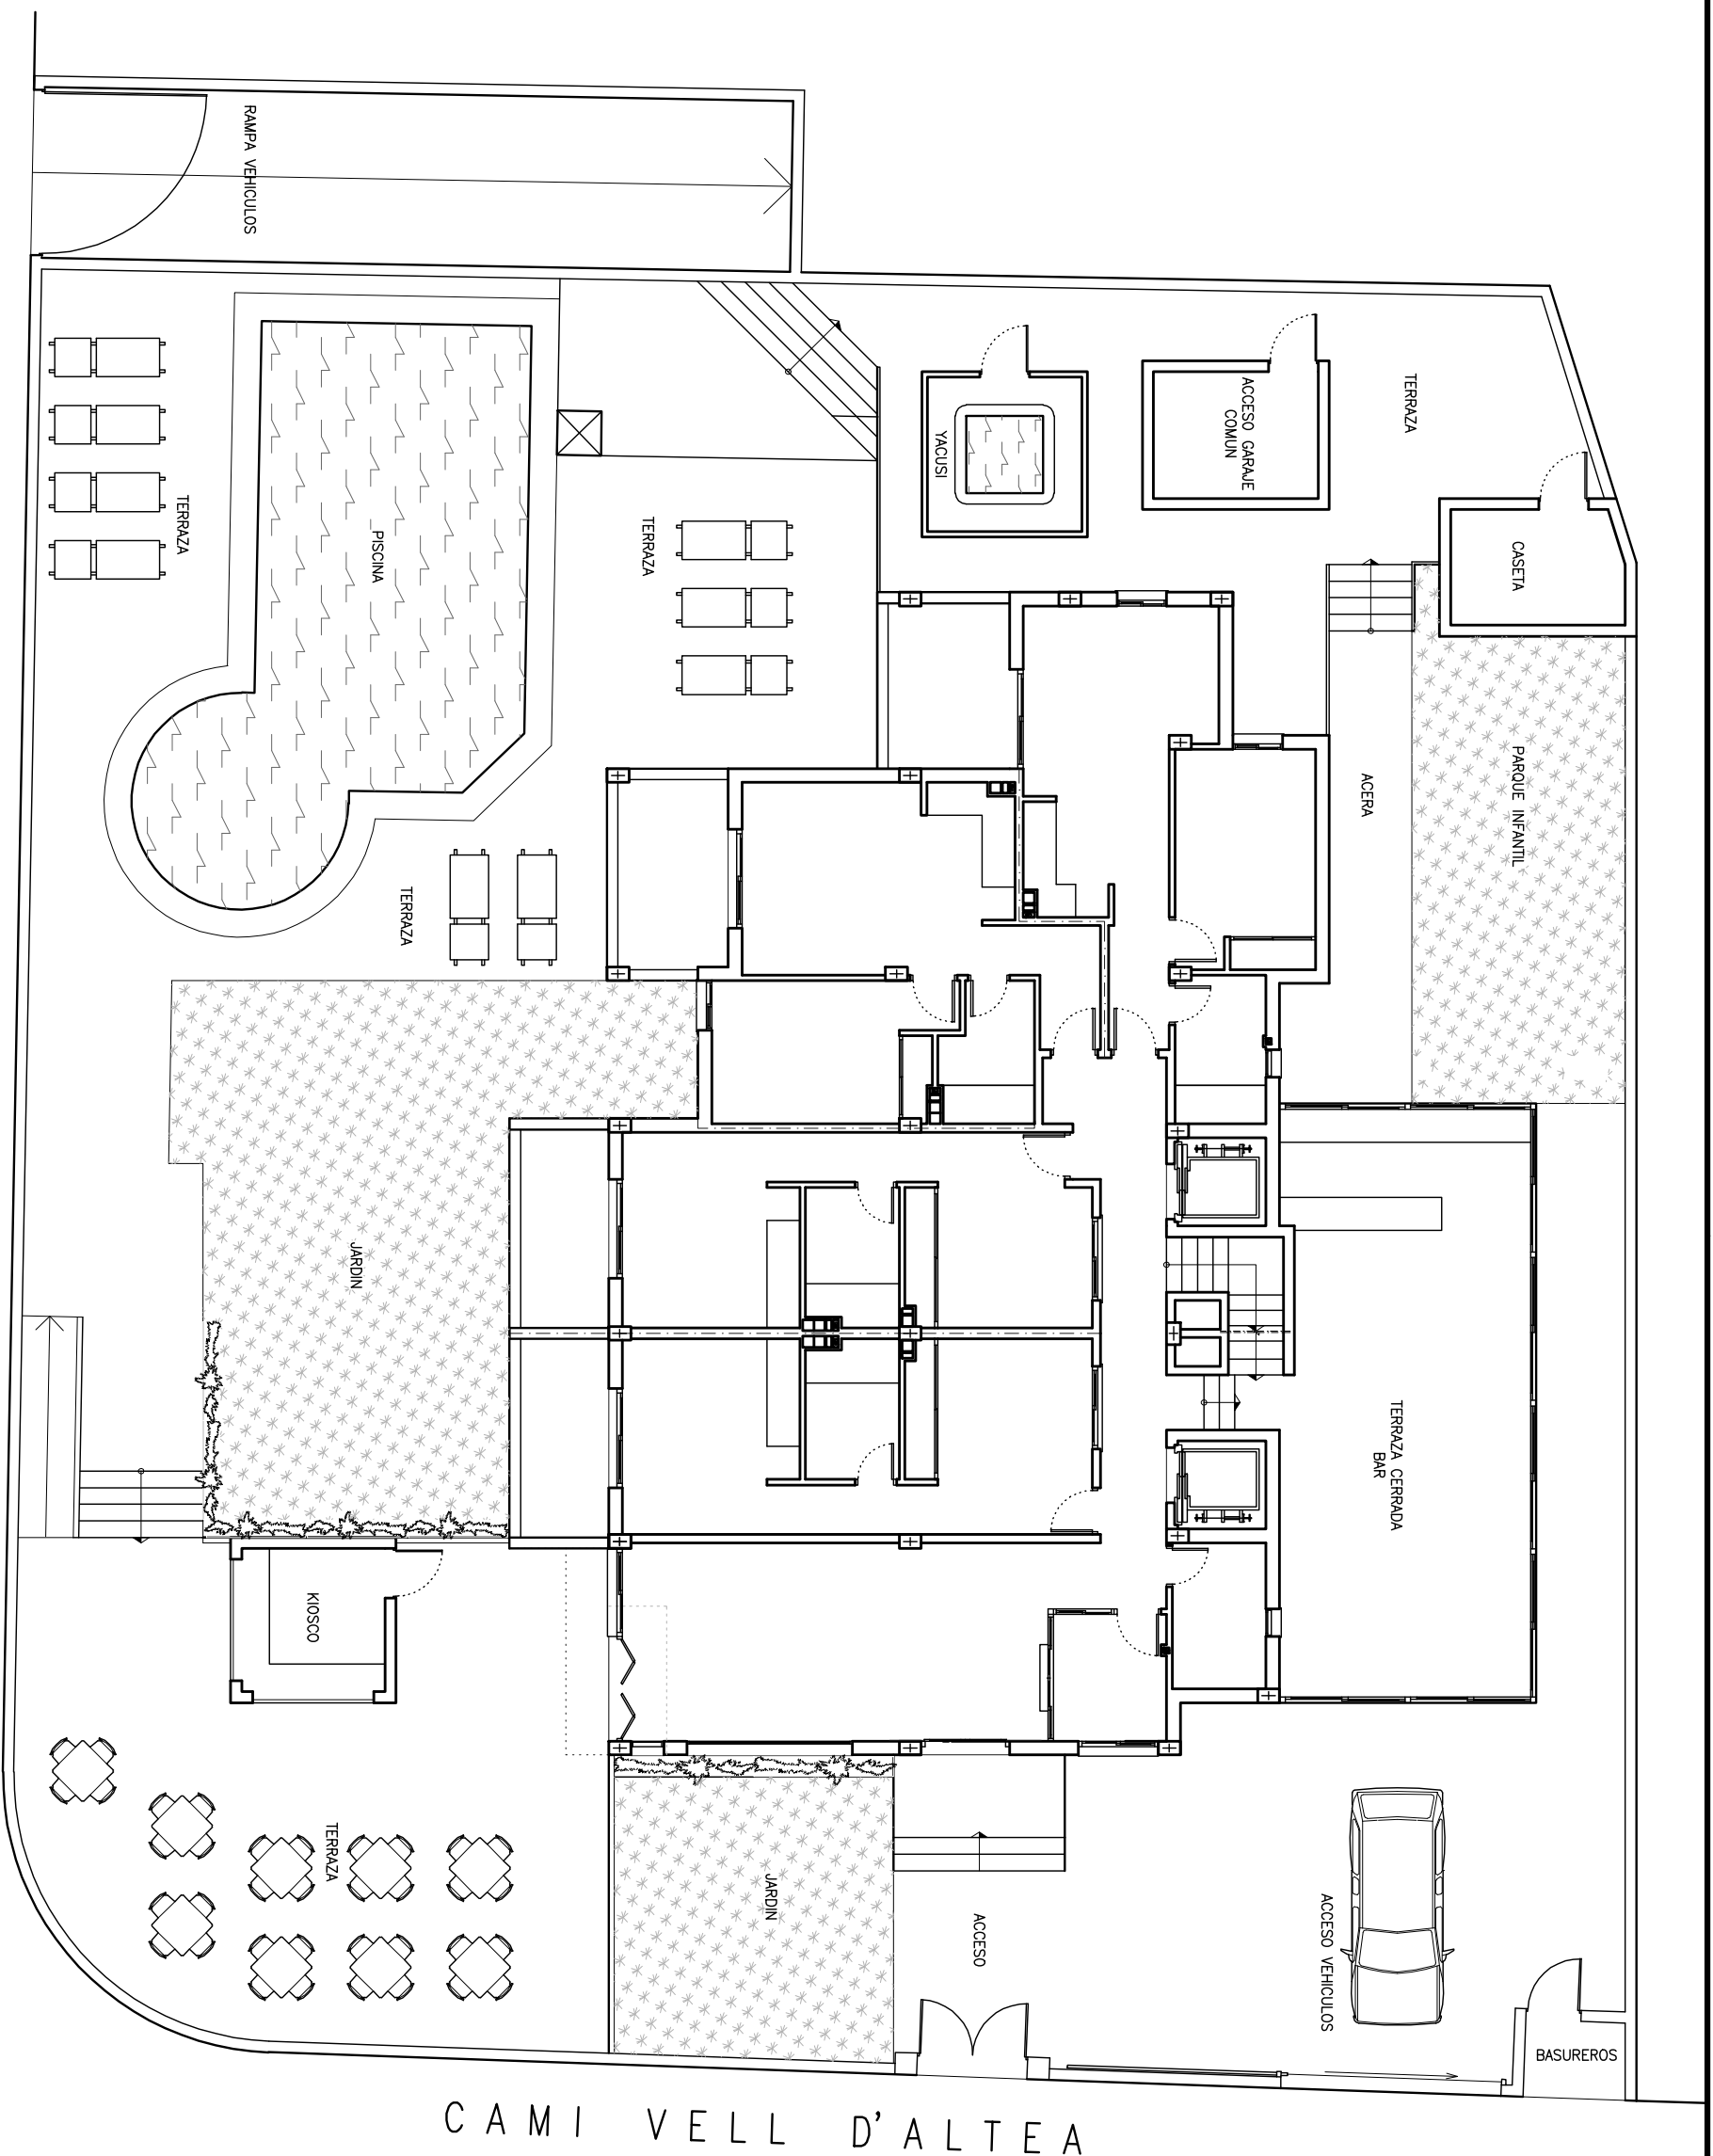 RAMPA VEHICULOS
TERRAZA
ACCESO GARAJE
COMUN
YACUSI
TERRAZA
PISCINA
TERRAZA
CASETA
PARQUE INFANTIL
ACERA
TERRAZA
JARDIN
TERRAZA CERRADA
BAR
KIOSCO
TERRAZA
JARDIN
ACCESO
ACCESO VEHICULOS
BASUREROS
CAMI VELL D'ALTEA